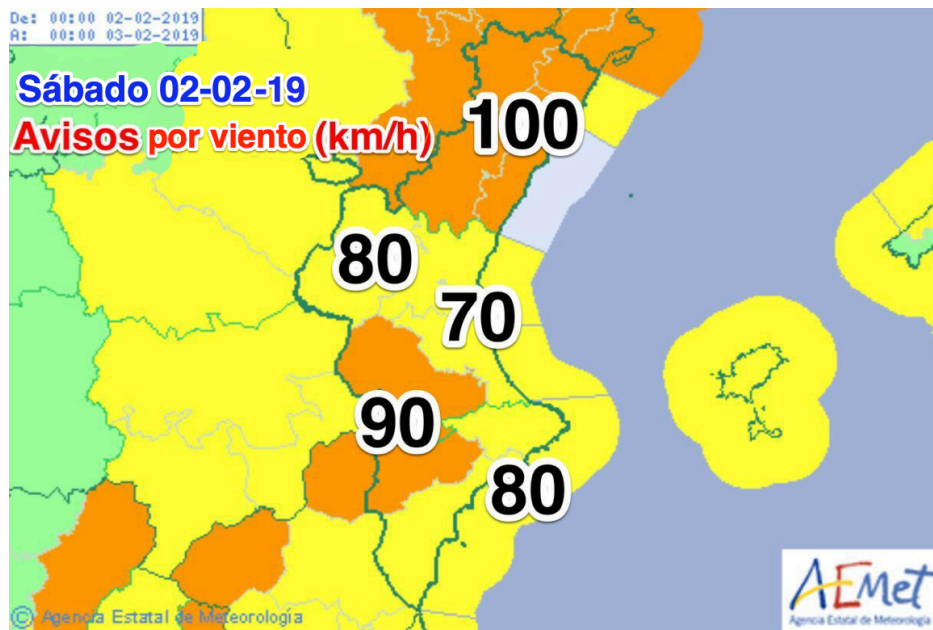 De: 00:00 02-02-2019
A: 00:00 03-02-2019
Sábado 02-02-19
Avisos por viento (km/h)
100
80
70
90
80
© Agencia Estatal de Meteorología
AEMet
Agencia Estatal de Meteorología